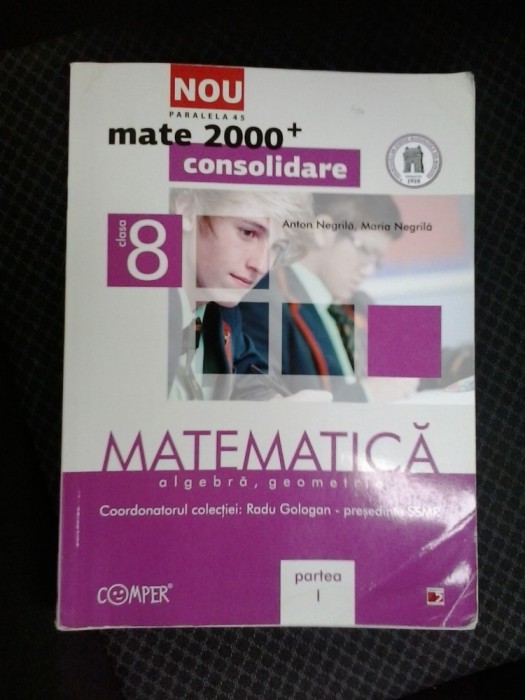 NOU
PARALELA 45
mate 2000+
consolidare
1910
Anton Negrilă, Maria Negrilă
clasa
8
MATEMATICĂ
algebră, geometrie
Coordonatorul colecției: Radu Gologan - președinte SSMR
partea
I
COMPER®